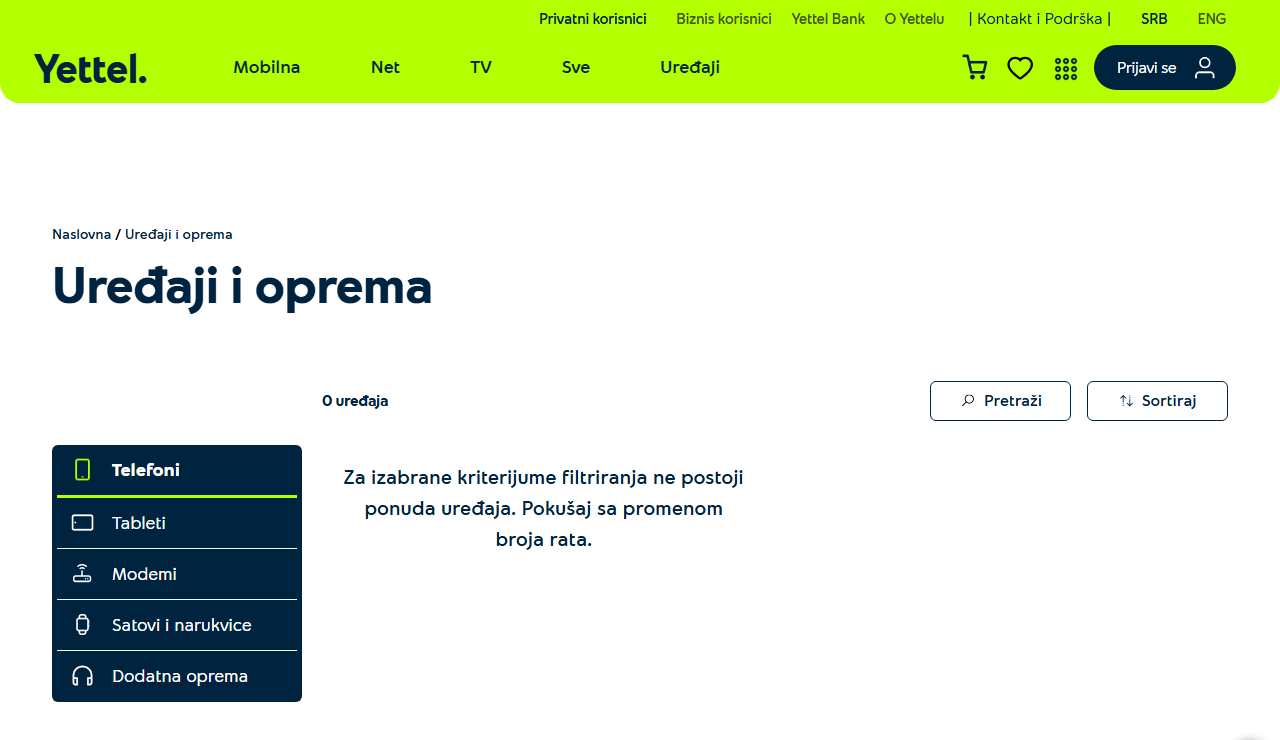 Privatni korisnici Biznis korisnici Yettel Bank O Yettelu | Kontakt i Podrška | SRB ENG
Yettel. Mobilna Net TV Sve Uređaji Prijavi se
Naslovna / Uređaji i oprema
Uređaji i oprema
0 uređaja Pretraži Sortiraj
Telefoni
Tableti
Modemi
Satovi i narukvice
Dodatna oprema
Za izabrane kriterijume filtriranja ne postoji
ponuda uređaja. Pokušaj sa promenom
broja rata.